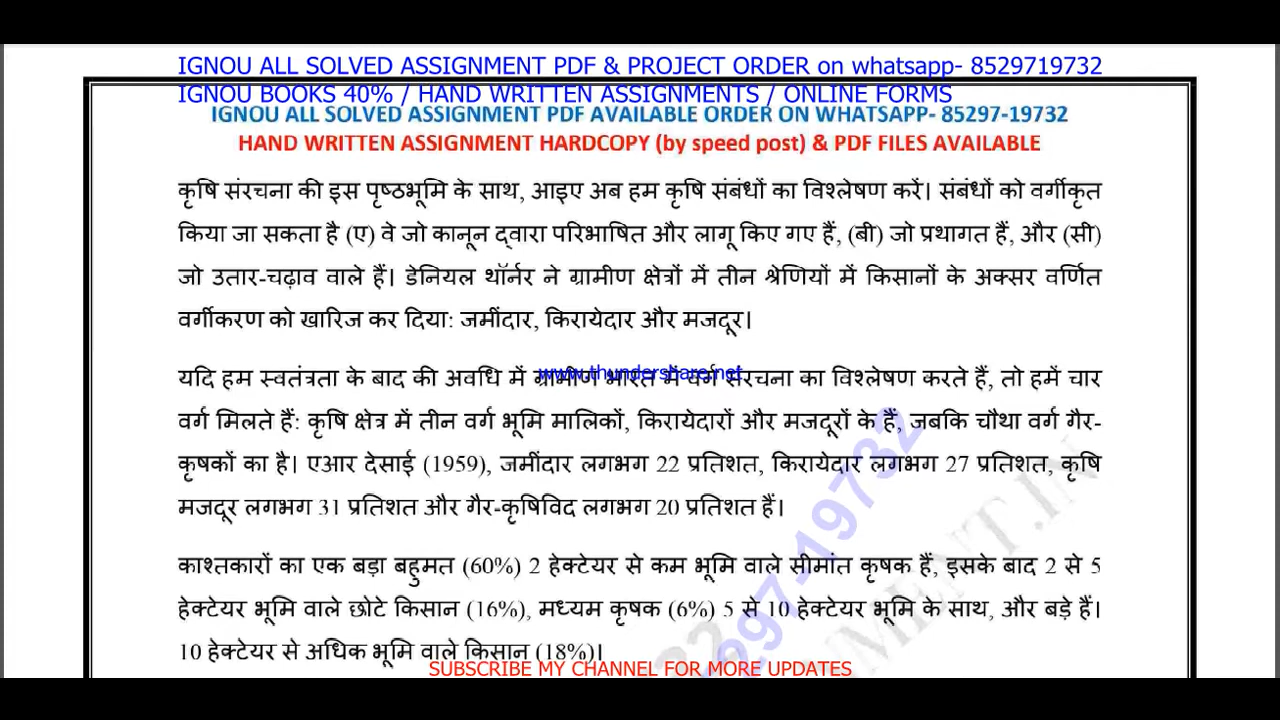 IGNOU ALL SOLVED ASSIGNMENT PDF & PROJECT ORDER on whatsapp- 8529719732
IGNOU BOOKS 40% / HAND WRITTEN ASSIGNMENTS / ONLINE FORMS
IGNOU ALL SOLVED ASSIGNMENT PDF AVAILABLE ORDER ON WHATSAPP- 85297-19732
HAND WRITTEN ASSIGNMENT HARDCOPY (by speed post) & PDF FILES AVAILABLE
कृषि संरचना की इस पृष्ठभूमि के साथ, आइए अब हम कृषि संबंधों का विश्लेषण करें। संबंधों को वर्गीकृत
किया जा सकता है (ए) वे जो कानून द्वारा परिभाषित और लागू किए गए हैं, (बी) जो प्रथागत हैं, और (सी)
जो उतार-चढ़ाव वाले हैं। डेनियल थॉर्नर ने ग्रामीण क्षेत्रों में तीन श्रेणियों में किसानों के अक्सर वर्णित
वर्गीकरण को खारिज कर दिया: जमींदार, किरायेदार और मजदूर।
यदि हम स्वतंत्रता के बाद की अवधि में ग्रामीण भारत में वर्ग संरचना का विश्लेषण करते हैं, तो हमें चार
www.thundershare.net
वर्ग मिलते हैं: कृषि क्षेत्र में तीन वर्ग भूमि मालिकों, किरायेदारों और मजदूरों के हैं, जबकि चौथा वर्ग गैर-
कृषकों का है। एआर देसाई (1959), जमींदार लगभग 22 प्रतिशत, किरायेदार लगभग 27 प्रतिशत, कृषि
मजदूर लगभग 31 प्रतिशत और गैर-कृषिविद लगभग 20 प्रतिशत हैं।
काश्तकारों का एक बड़ा बहुमत (60%) 2 हेक्टेयर से कम भूमि वाले सीमांत कृषक हैं, इसके बाद 2 से 5
हेक्टेयर भूमि वाले छोटे किसान (16%), मध्यम कृषक (6%) 5 से 10 हेक्टेयर भूमि के साथ, और बड़े हैं।
10 हेक्टेयर से अधिक भूमि वाले किसान (18%)।
SUBSCRIBE MY CHANNEL FOR MORE UPDATES